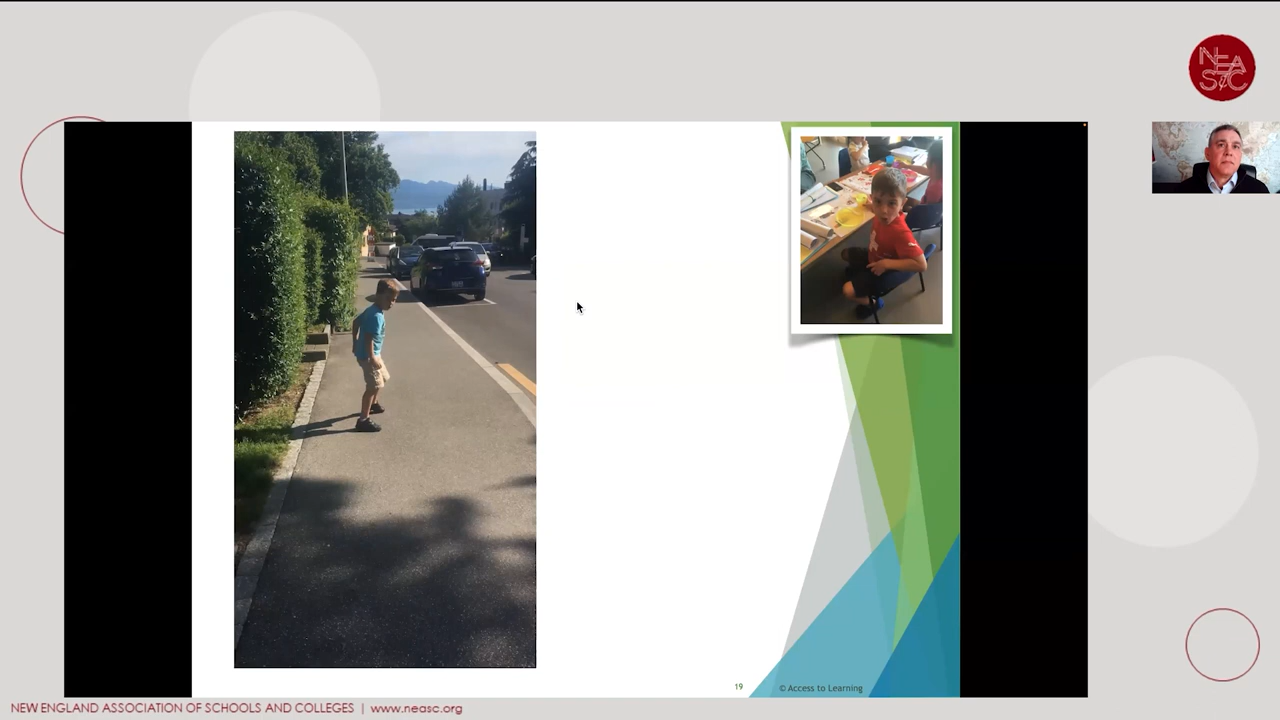 NEASC
19
© Access to Learning
NEW ENGLAND ASSOCIATION OF SCHOOLS AND COLLEGES | www.neasc.org